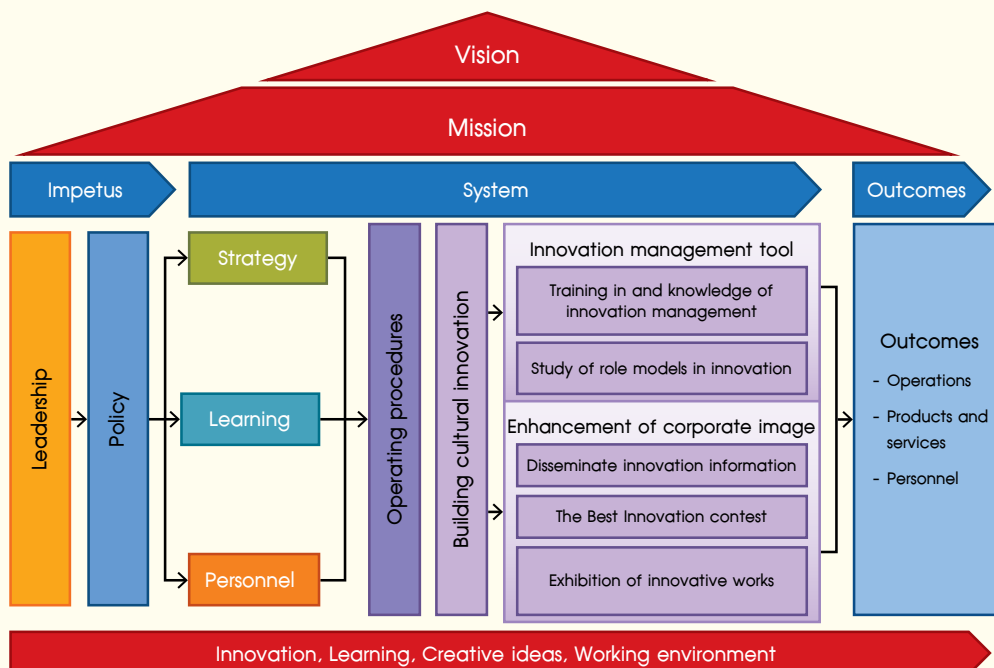 Vision
Mission
Impetus
System
Outcomes
Leadership
Policy
Strategy
Learning
Personnel
Operating procedures
Building cultural innovation
Innovation management tool
Training in and knowledge of
innovation management
Study of role models in innovation
Enhancement of corporate image
Disseminate innovation information
The Best Innovation contest
Exhibition of innovative works
Outcomes
- Operations
- Products and
services
- Personnel
Innovation, Learning, Creative ideas, Working environment